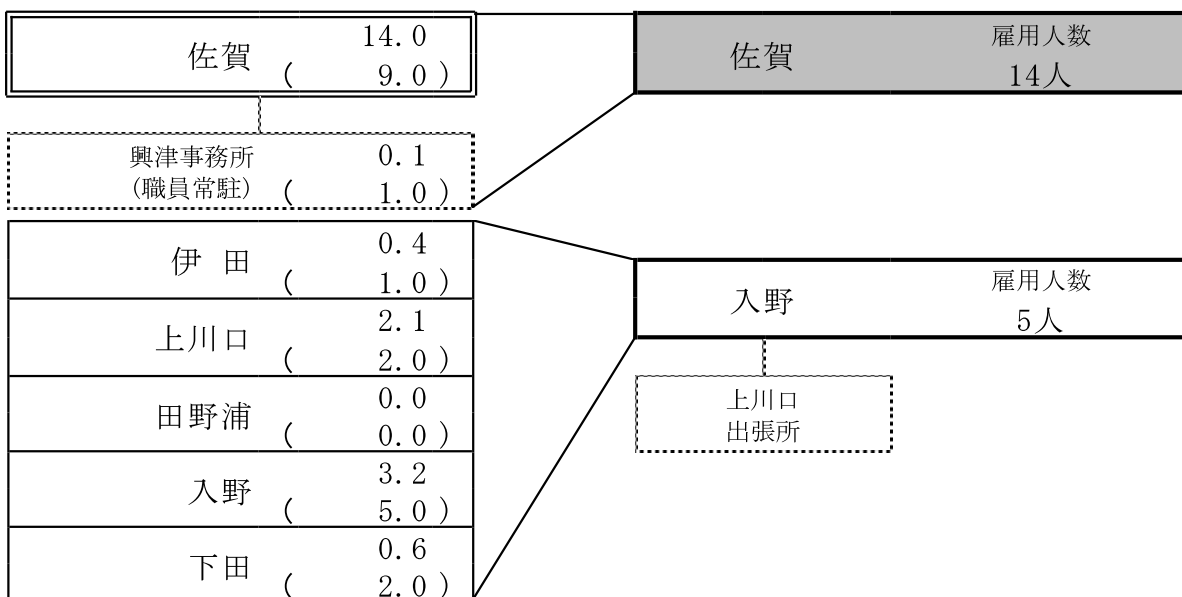 佐賀 14.0
( 9.0 )
興津事務所 0.1
(職員常駐) ( 1.0 )
伊 田 0.4
( 1.0 )
上川口 2.1
( 2.0 )
田野浦 0.0
( 0.0 )
入野 3.2
( 5.0 )
下田 0.6
( 2.0 )
佐賀 雇用人数
14人
入野 雇用人数
5人
上川口
出張所